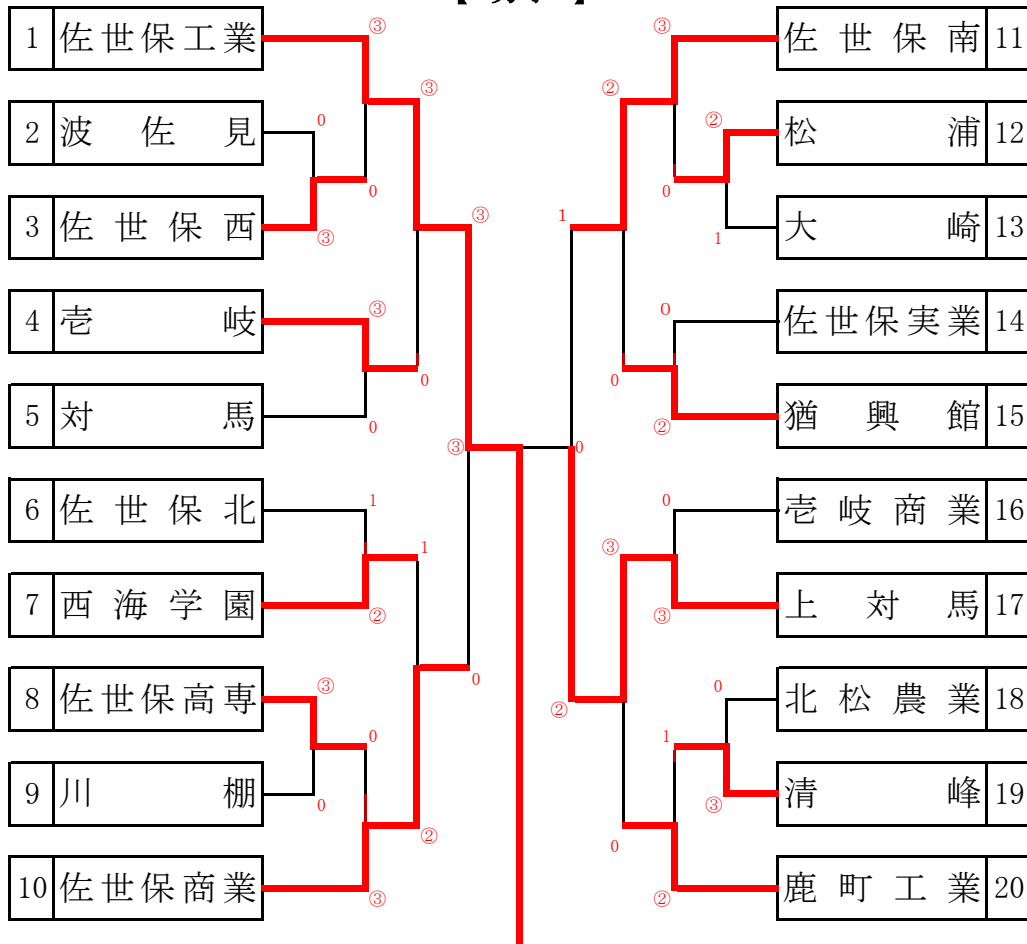 1 佐世保工業
2 波佐見
3 佐世保西
4 壱岐
5 対馬
6 佐世保北
7 西海学園
8 佐世保高専
9 川棚
10 佐世保商業
③
0
③
0
③
③
0
0
③
1
②
1
③
0
0
③
②
0
③
③
0
②
1
③
②
0
1
②
0
0
②
0
③
③
②
0
1
③
0
②
佐世保南 11
松浦 12
大崎 13
佐世保実業 14
猶興館 15
壱岐商業 16
上対馬 17
北松農業 18
清峰 19
鹿町工業 20